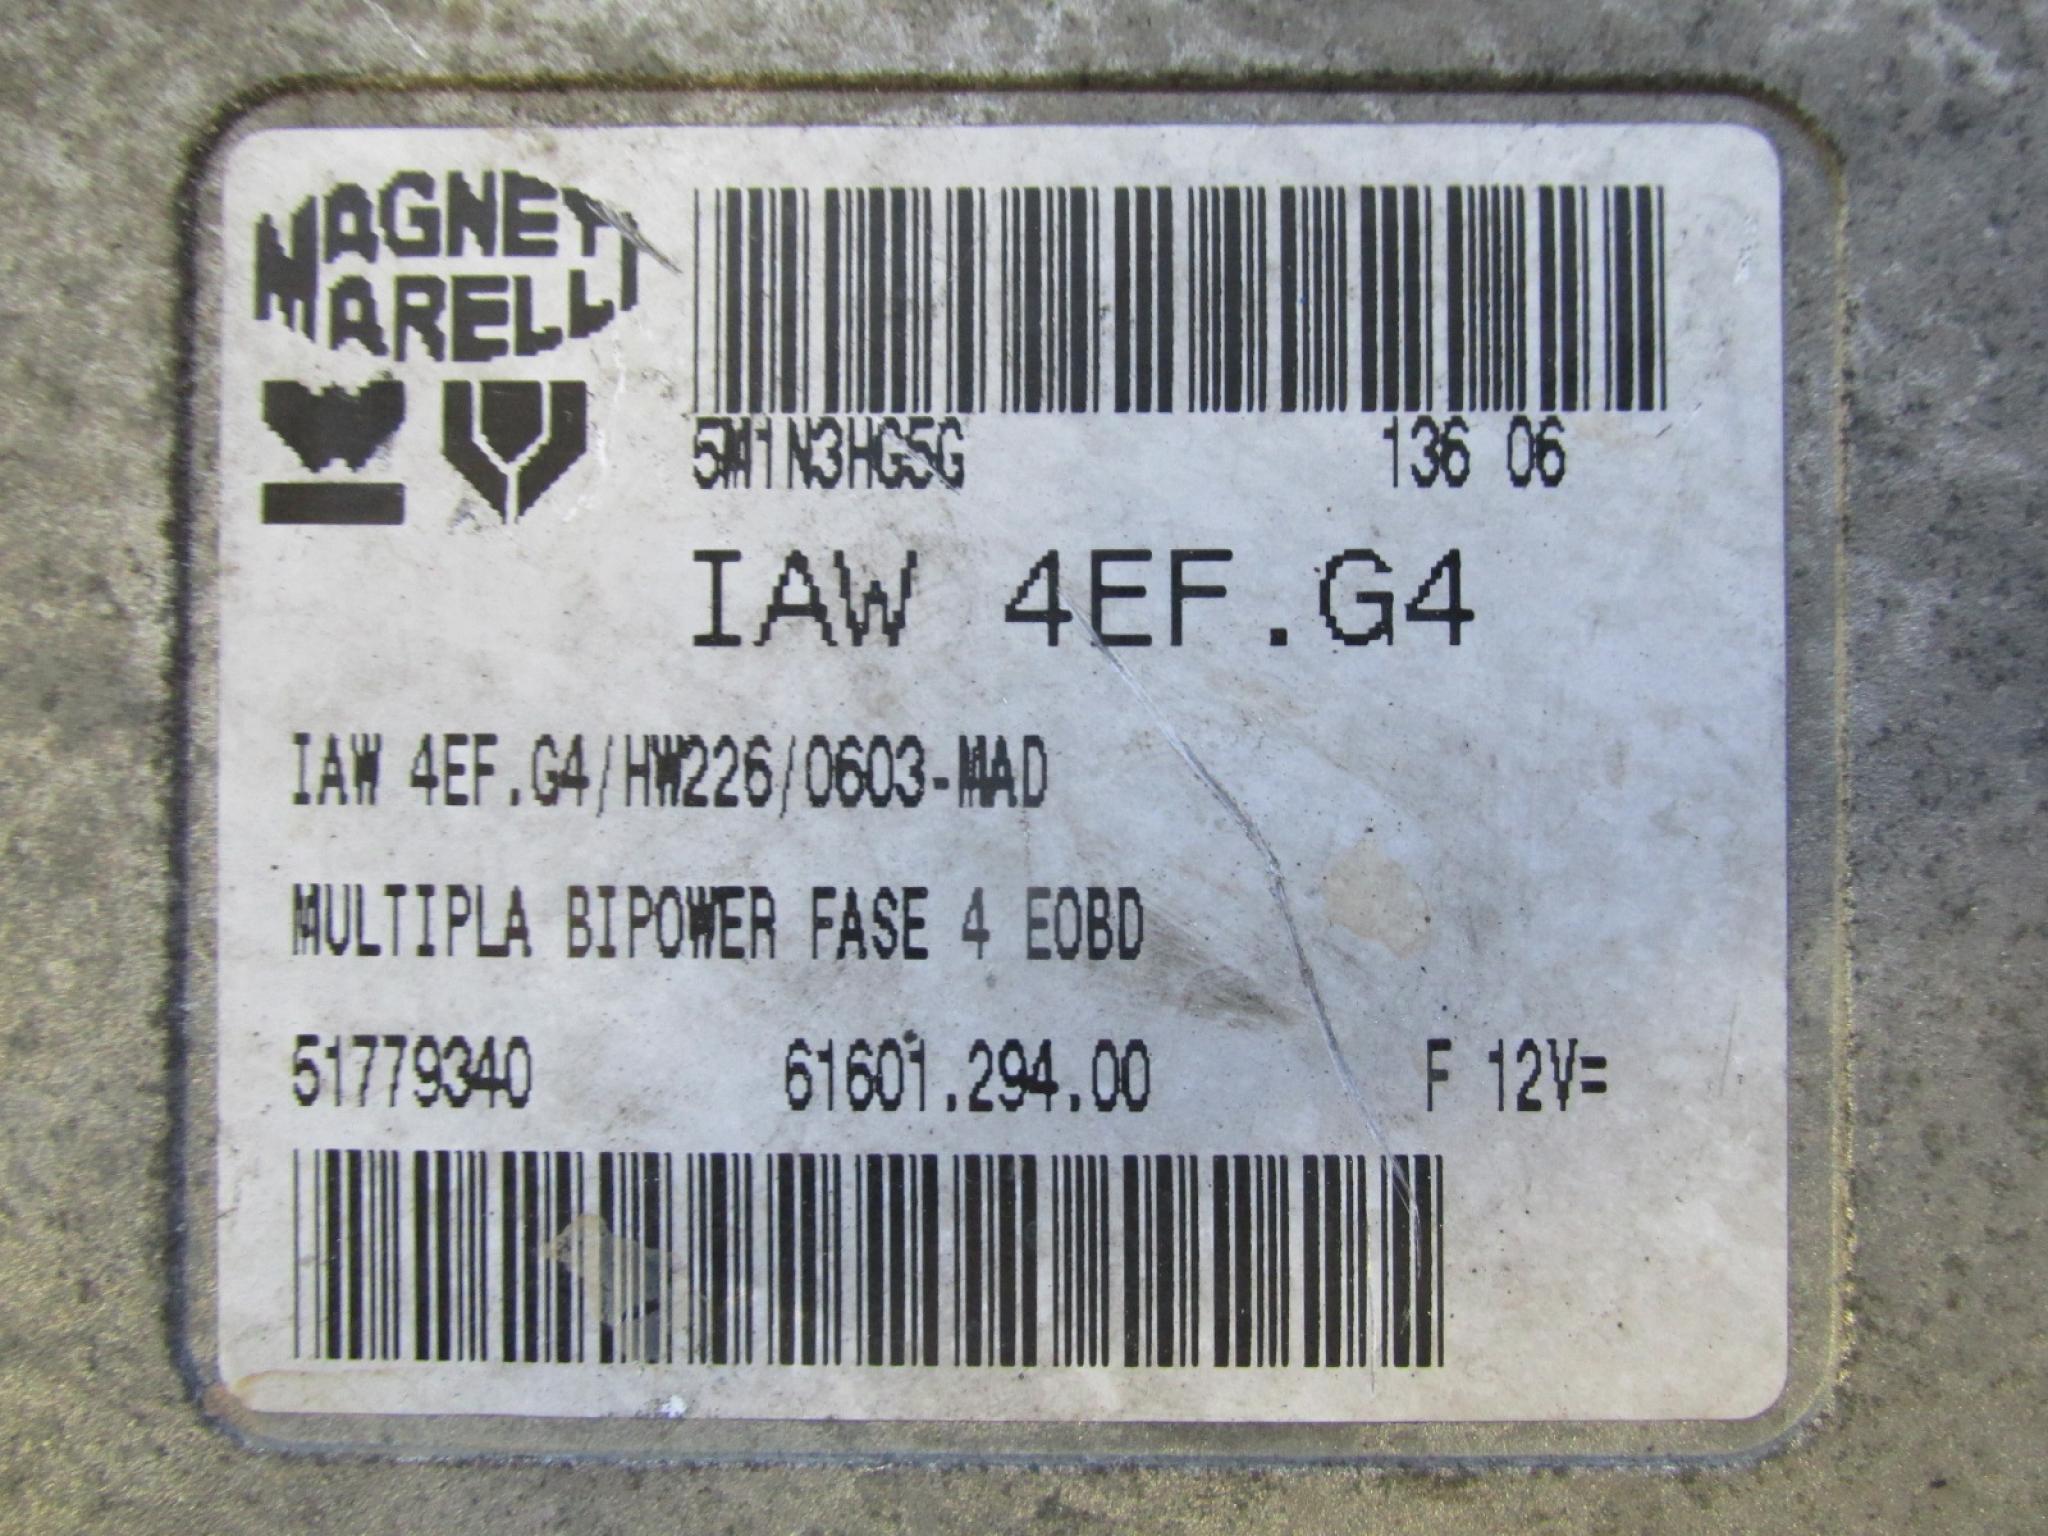 MAGNETI
MARELLI
5M1N3HG5G 136 06
IAW 4EF.G4
IAW 4EF.G4/HW226/0603-MAD
MULTIPLA BIPOWER FASE 4 EOBD
51779340 61601.294.00 F 12V=